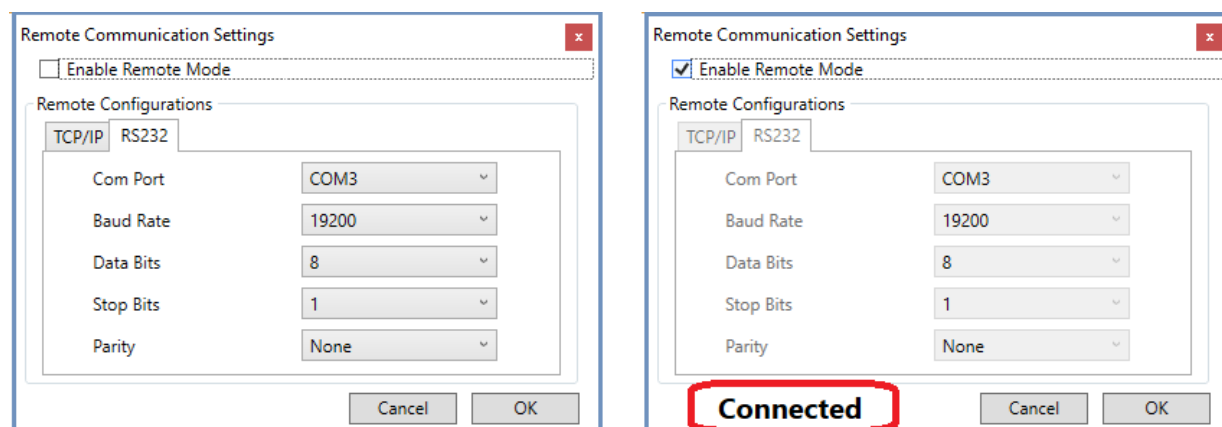 Remote Communication Settings
x
Enable Remote Mode
Remote Configurations
TCP/IP RS232
Com Port COM3
Baud Rate 19200
Data Bits 8
Stop Bits 1
Parity None
Cancel OK
Remote Communication Settings
x
Enable Remote Mode
Remote Configurations
TCP/IP RS232
Com Port COM3
Baud Rate 19200
Data Bits 8
Stop Bits 1
Parity None
Connected Cancel OK